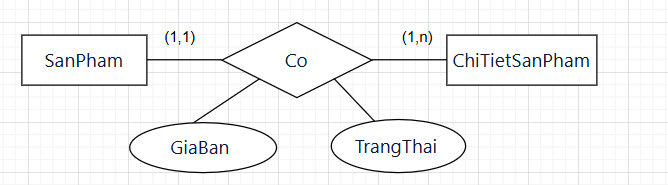 (1,1)
(1,n)
SanPham
Co
ChiTietSanPham
GiaBan
TrangThai